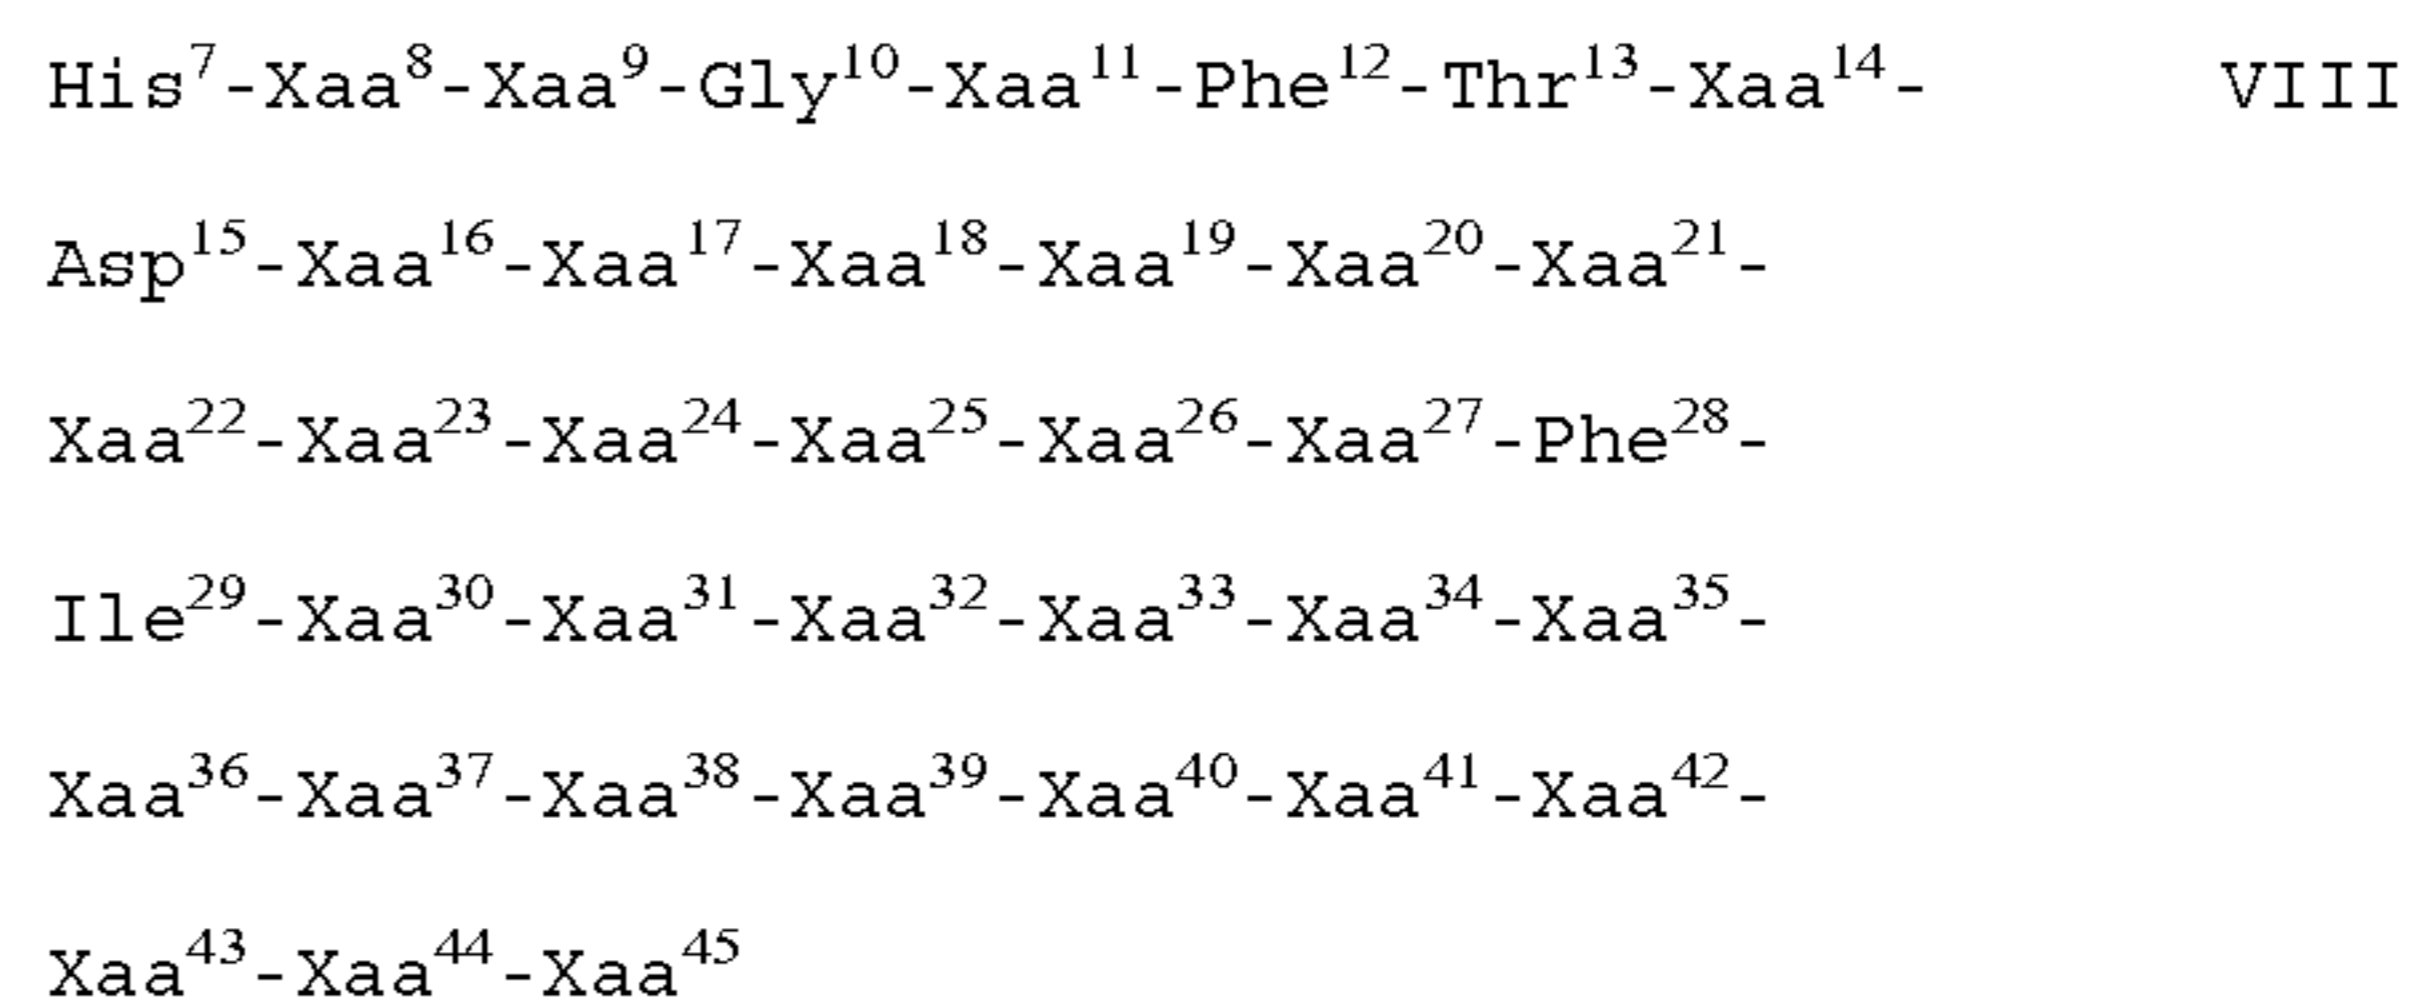 His⁷-Xaa⁸-Xaa⁹-Gly¹⁰-Xaa¹¹-Phe¹²-Thr¹³-Xaa¹⁴- VIII
Asp¹⁵-Xaa¹⁶-Xaa¹⁷-Xaa¹⁸-Xaa¹⁹-Xaa²⁰-Xaa²¹-
Xaa²²-Xaa²³-Xaa²⁴-Xaa²⁵-Xaa²⁶-Xaa²⁷-Phe²⁸-
Ile²⁹-Xaa³⁰-Xaa³¹-Xaa³²-Xaa³³-Xaa³⁴-Xaa³⁵-
Xaa³⁶-Xaa³⁷-Xaa³⁸-Xaa³⁹-Xaa⁴⁰-Xaa⁴¹-Xaa⁴²-
Xaa⁴³-Xaa⁴⁴-Xaa⁴⁵